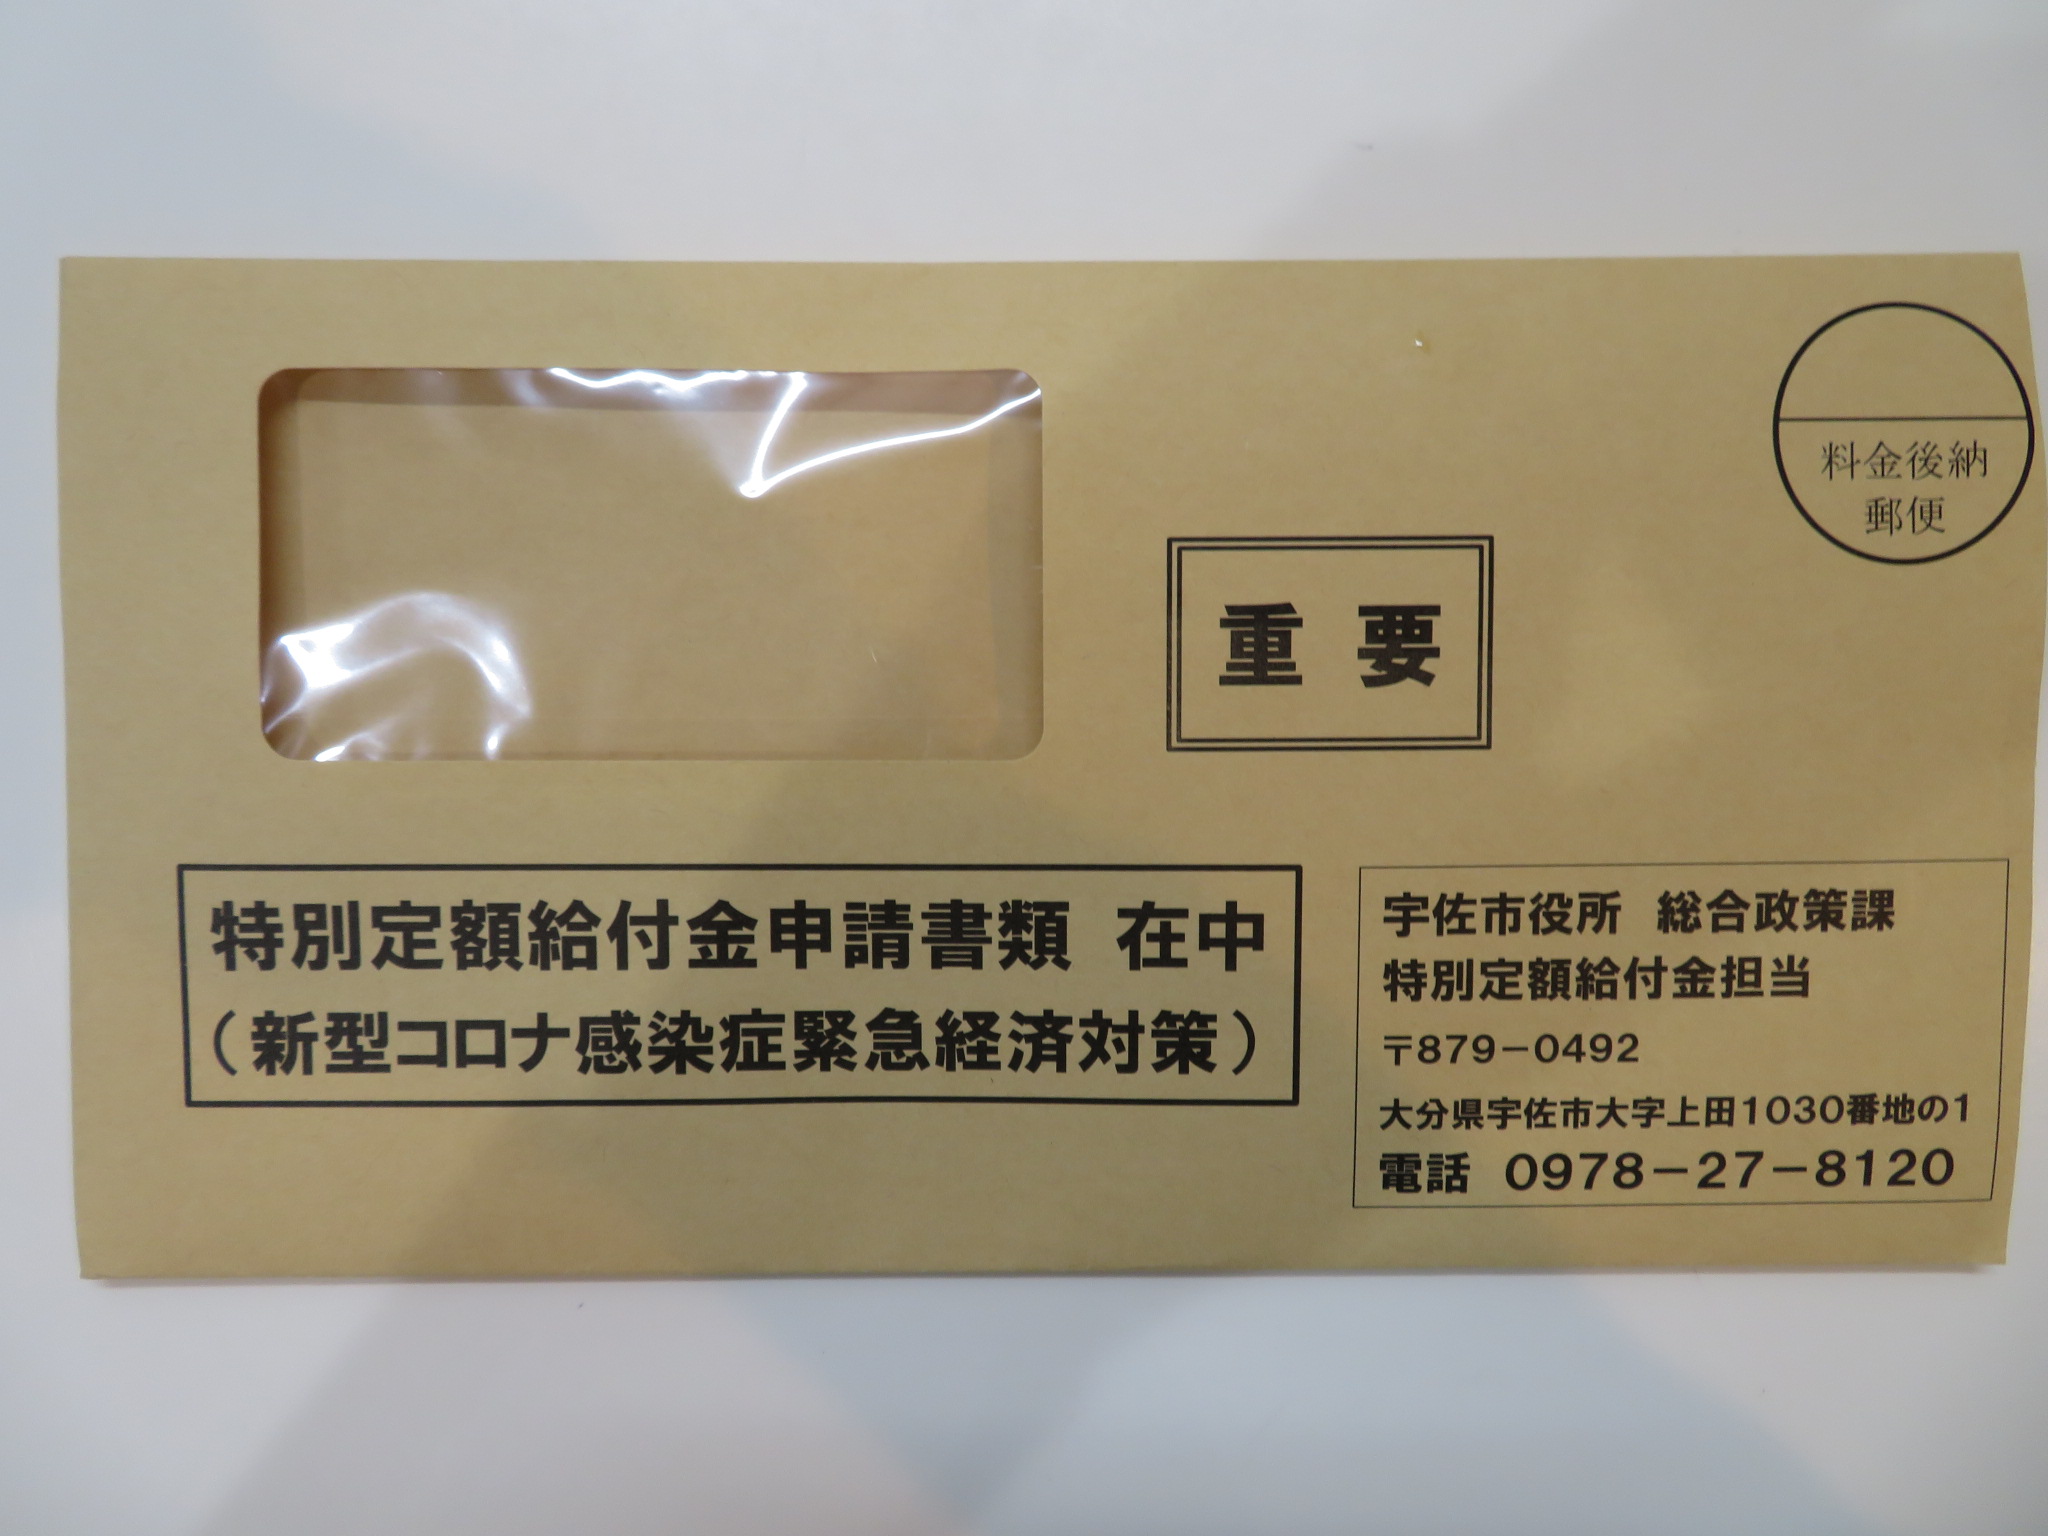 料金後納
郵便
重要
特別定額給付金申請書類 在中
（新型コロナ感染症緊急経済対策）
宇佐市役所 総合政策課
特別定額給付金担当
〒879－0492
大分県宇佐市大字上田1030番地の1
電話 0978－27－8120